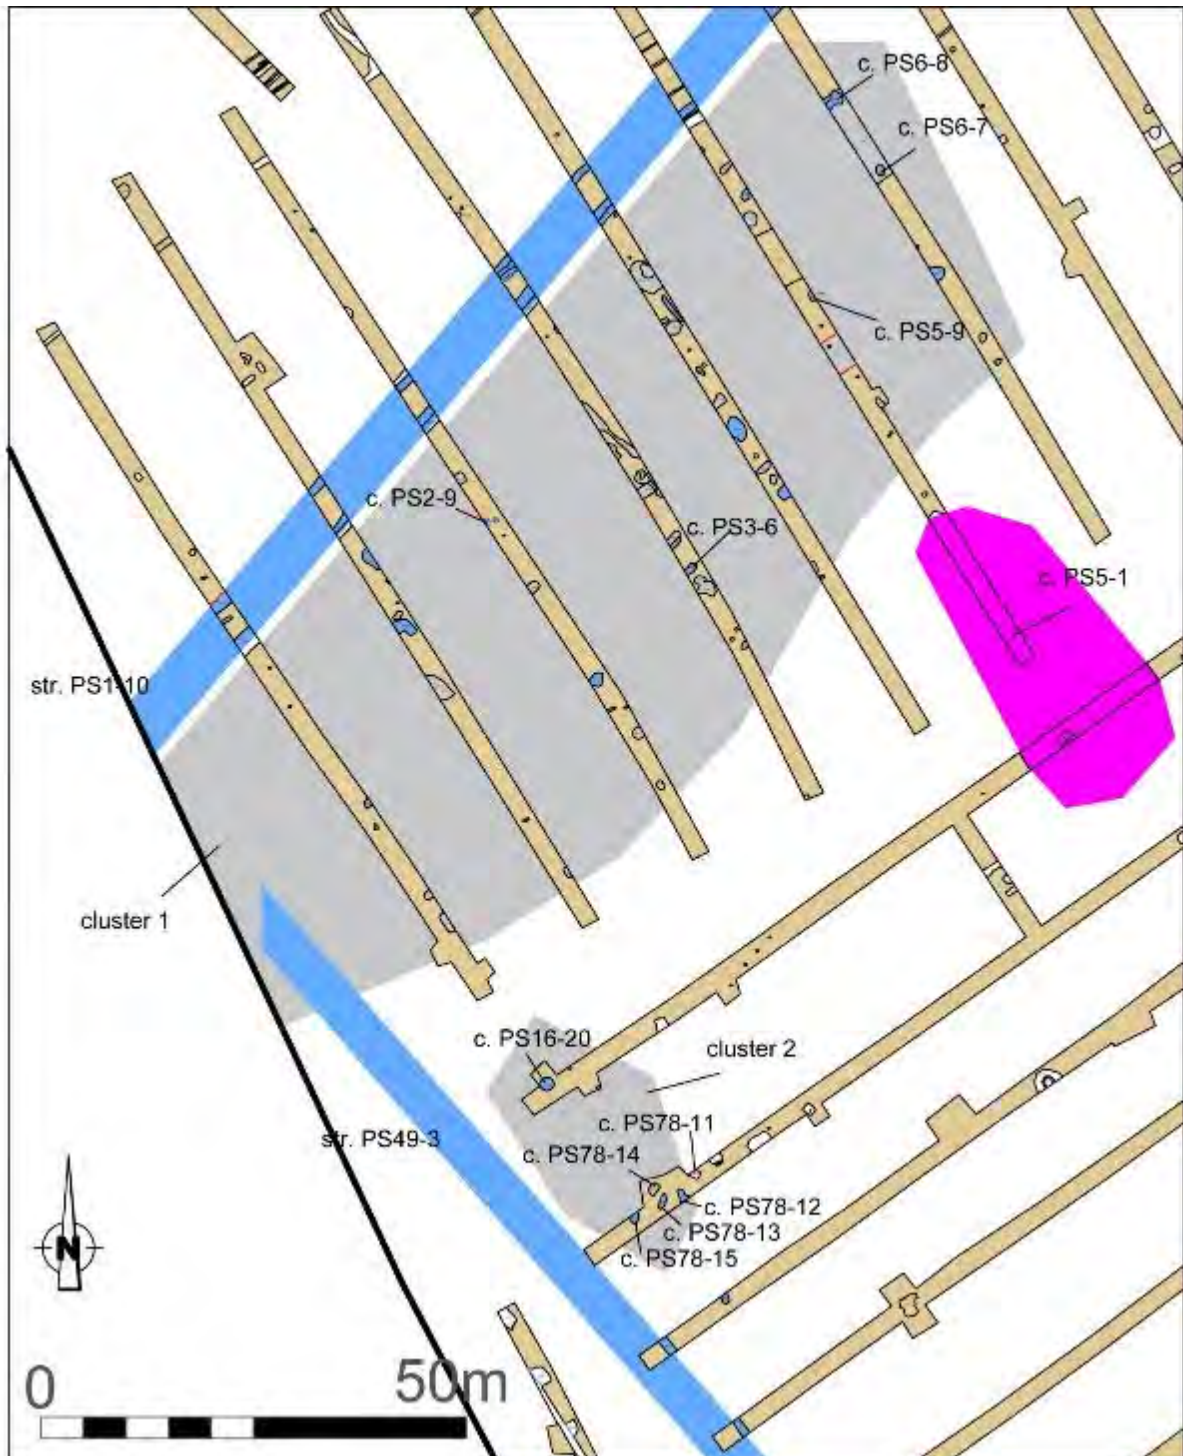 c. PS6-8
c. PS6-7
c. PS5-9
c. PS2-9
c. PS3-6
c. PS5-1
str. PS1-10
cluster 1
c. PS16-20
cluster 2
c. PS78-11
str. PS49-3
c. PS78-14
c. PS78-12
c. PS78-13
c. PS78-15
N
0 50m